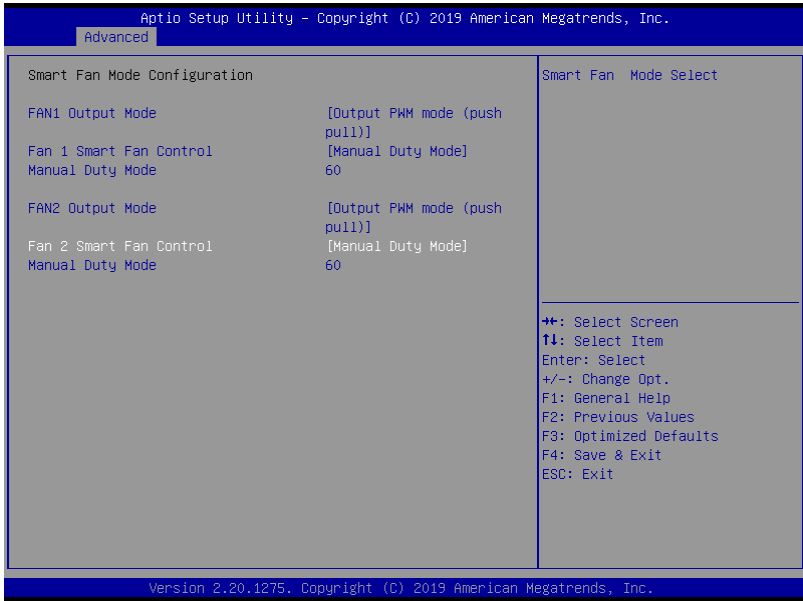 Aptio Setup Utility – Copyright (C) 2019 American Megatrends, Inc.
Advanced
Smart Fan Mode Configuration
FAN1 Output Mode [Output PWM mode (push
pull)]
Fan 1 Smart Fan Control [Manual Duty Mode]
Manual Duty Mode 60
FAN2 Output Mode [Output PWM mode (push
pull)]
Fan 2 Smart Fan Control [Manual Duty Mode]
Manual Duty Mode 60
Smart Fan Mode Select
→←: Select Screen
↑↓: Select Item
Enter: Select
+/-: Change Opt.
F1: General Help
F2: Previous Values
F3: Optimized Defaults
F4: Save & Exit
ESC: Exit
Version 2.20.1275. Copyright (C) 2019 American Megatrends, Inc.